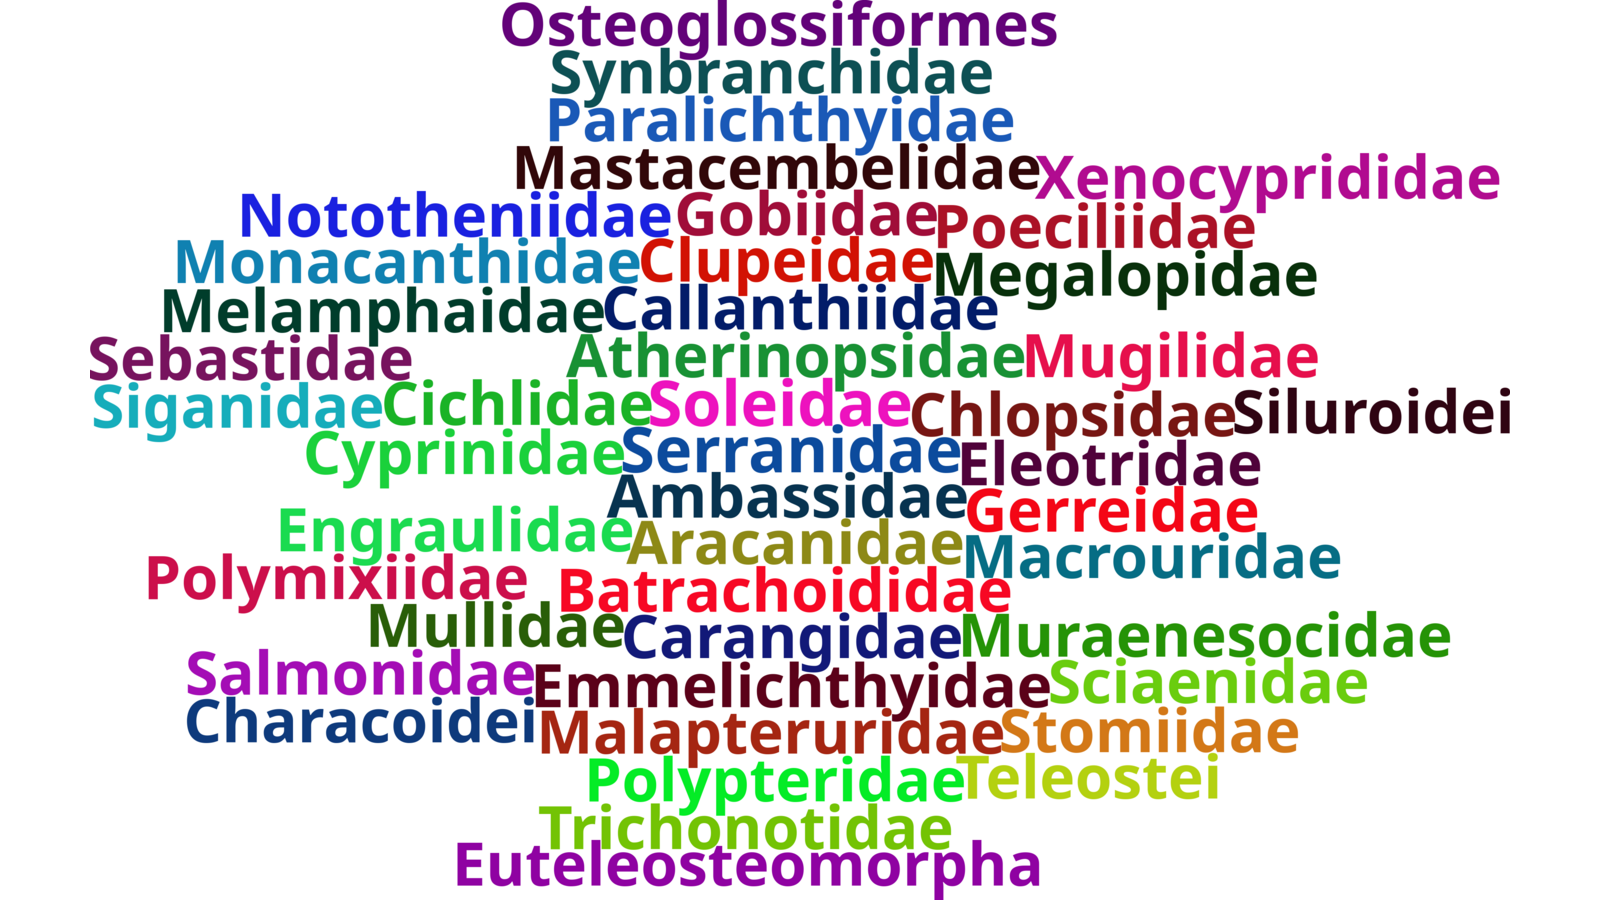 Osteoglossiformes
Synbranchidae
Paralichthyidae
Mastacembelidae Xenocyprididae
Nototheniidae Gobiidae Poeciliidae
Monacanthidae Clupeidae Megalopidae
Melamphaidae Callanthiidae
Sebastidae Atherinopsidae Mugilidae
Siganidae Cichlidae Soleidae Chlopsidae Siluroidei
Cyprinidae Serranidae Eleotridae
Ambassidae Gerreidae
Engraulidae Aracanidae Macrouridae
Polymixiidae Batrachoididae
Mullidae Carangidae Muraenesocidae
Salmonidae Emmelichthyidae Sciaenidae
Characoidei Malapteruridae Stomiidae
Polypteridae Teleostei
Trichonotidae
Euteleosteomorpha